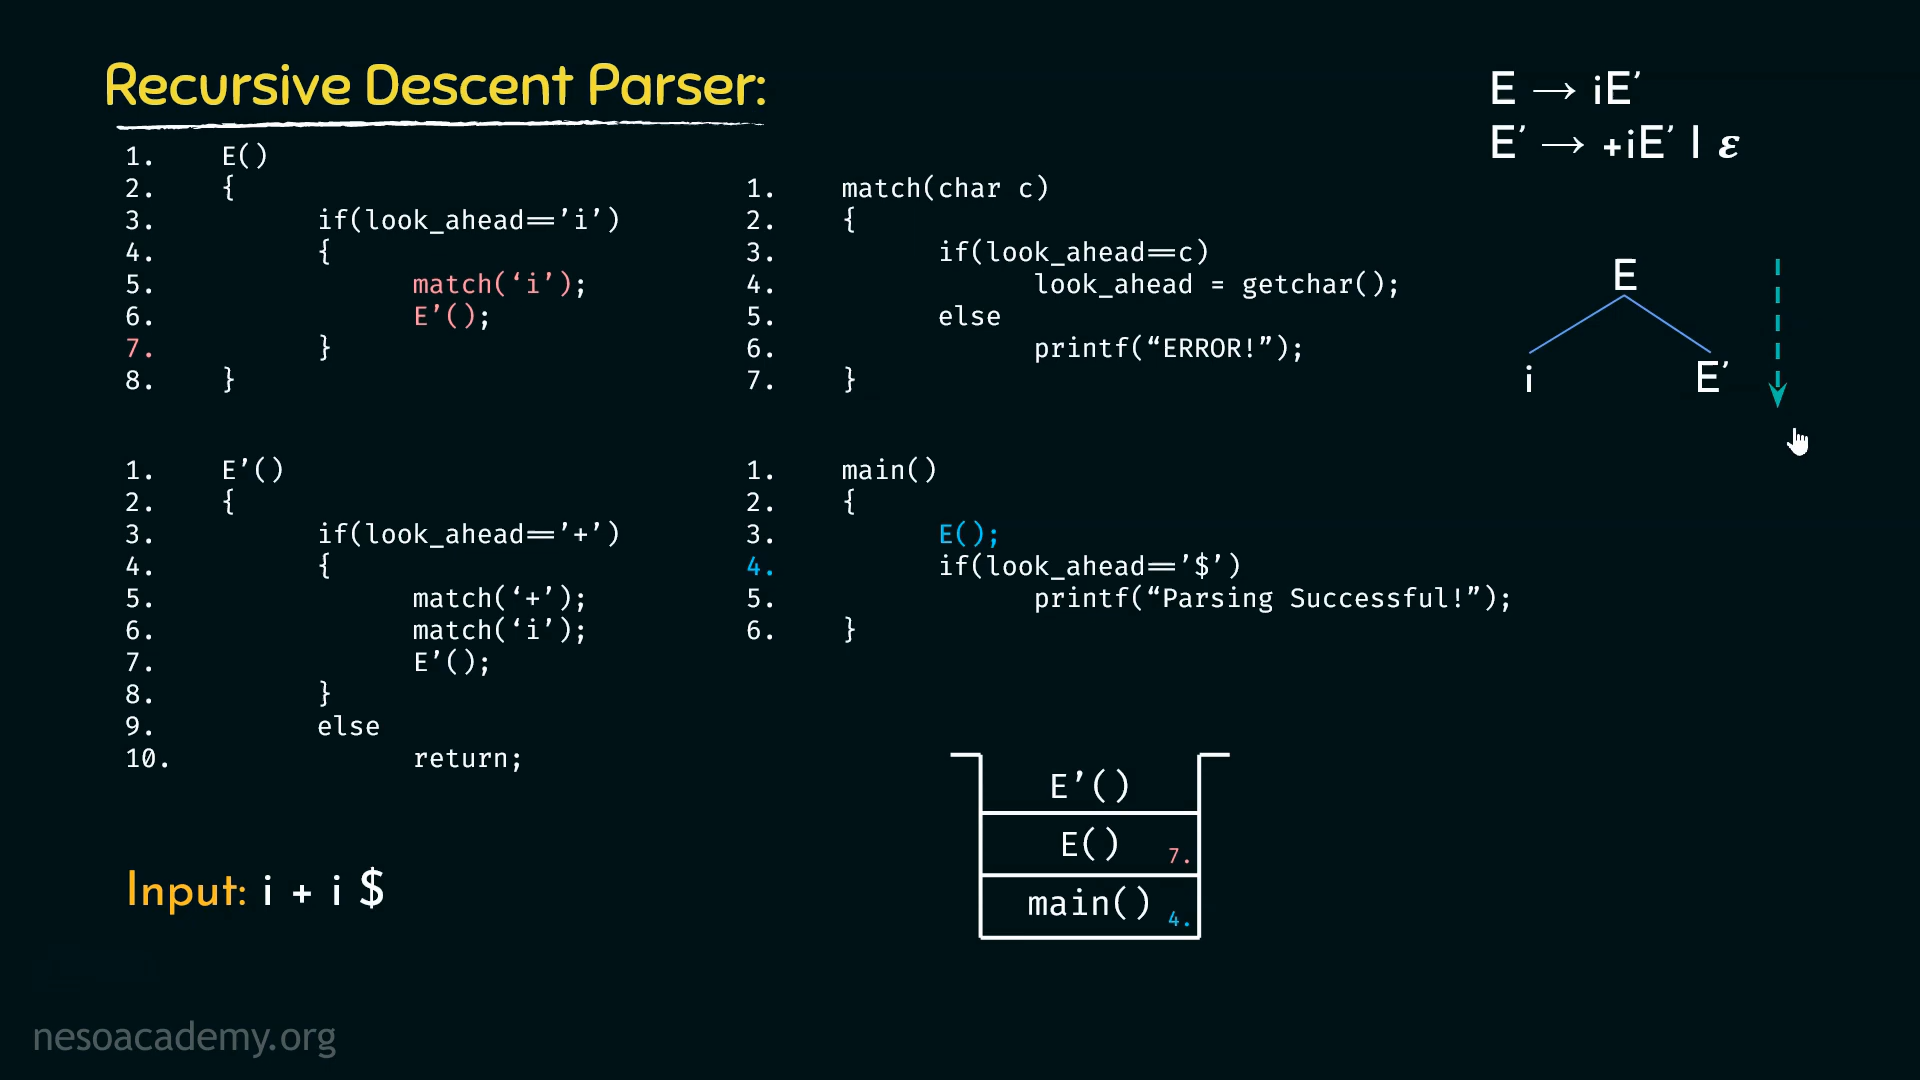 Recursive Descent Parser:
1. E()
2. {
3. if(look_ahead==’i’)
4. {
5. match(‘i’);
6. E’();
7. }
8. }
1. match(char c)
2. {
3. if(look_ahead==c)
4. look_ahead = getchar();
5. else
6. printf(“ERROR!”);
7. }
E → iE’
E’ → +iE’ | ε
E
i E’
1. E’()
2. {
3. if(look_ahead==’+’)
4. {
5. match(‘+’);
6. match(‘i’);
7. E’();
8. }
9. else
10. return;
1. main()
2. {
3. E();
4. if(look_ahead==’$’)
5. printf(“Parsing Successful!”);
6. }
E’()
E() 7.
main() 4.
Input: i + i $
nesoacademy.org